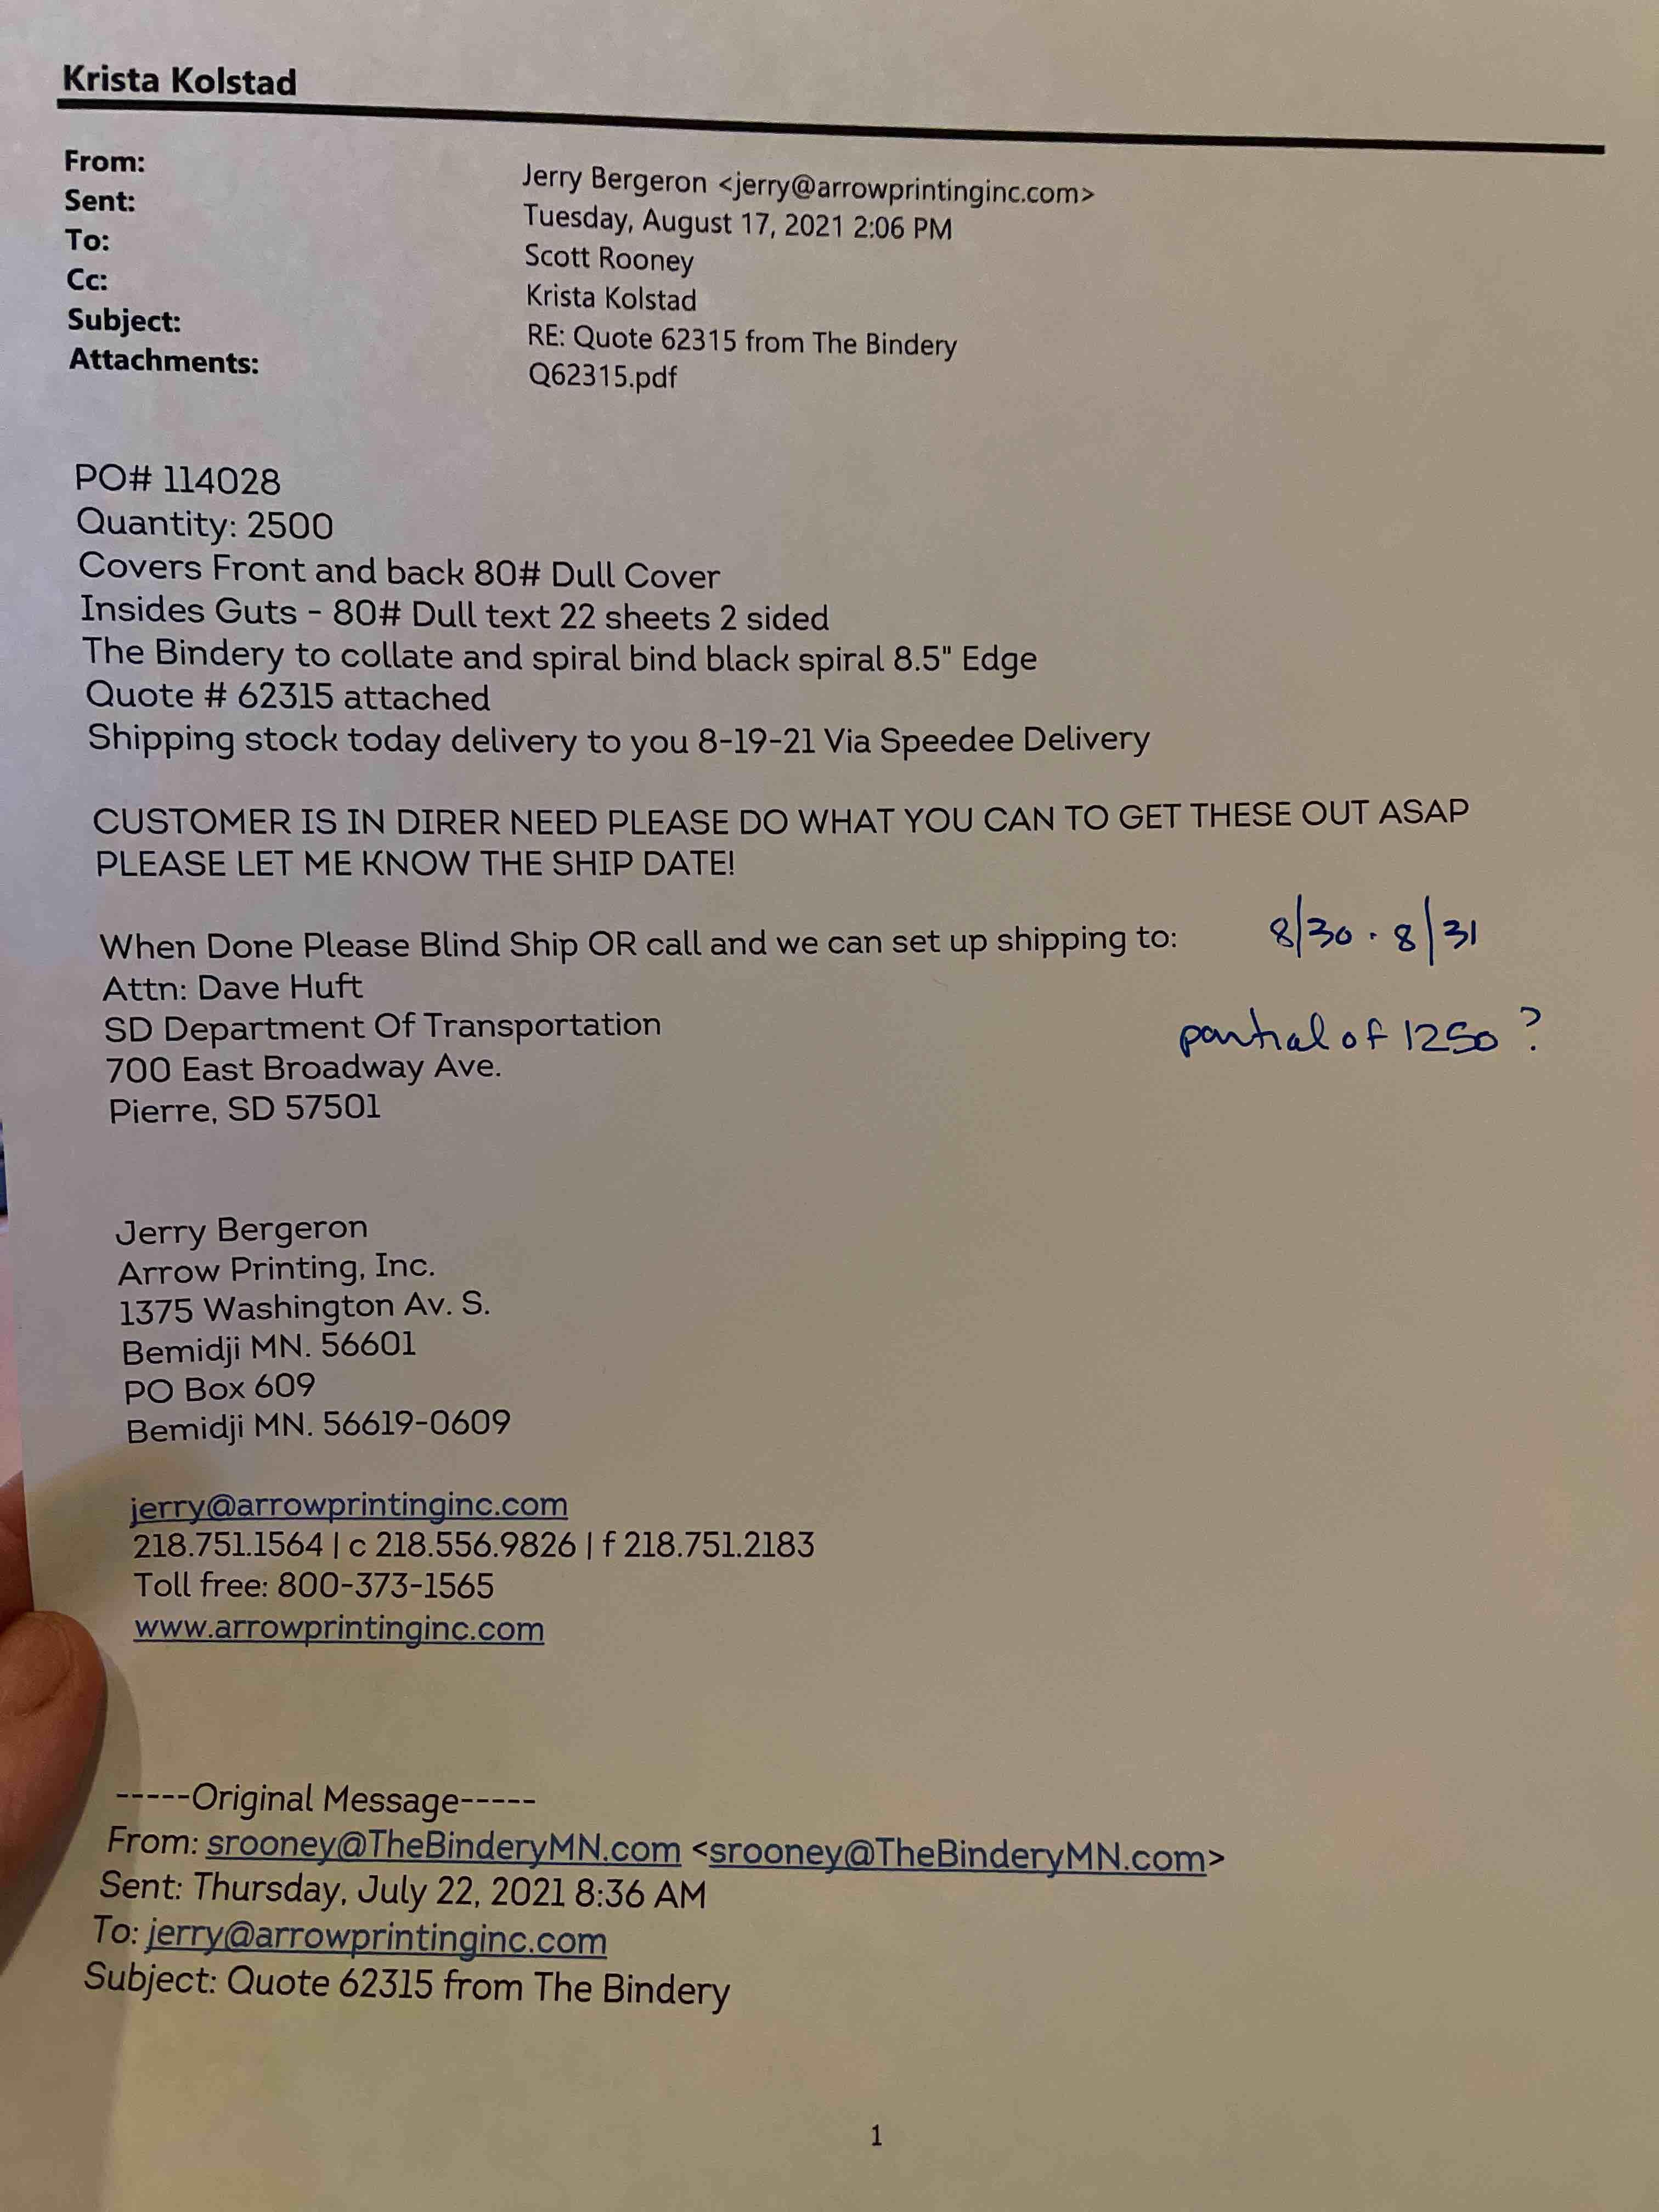 Krista Kolstad
From: Jerry Bergeron <jerry@arrowprintinginc.com>
Sent: Tuesday, August 17, 2021 2:06 PM
To: Scott Rooney
Cc: Krista Kolstad
Subject: RE: Quote 62315 from The Bindery
Attachments: Q62315.pdf
PO# 114028
Quantity: 2500
Covers Front and back 80# Dull Cover
Insides Guts - 80# Dull text 22 sheets 2 sided
The Bindery to collate and spiral bind black spiral 8.5" Edge
Quote # 62315 attached
Shipping stock today delivery to you 8-19-21 Via Speedee Delivery
CUSTOMER IS IN DIRER NEED PLEASE DO WHAT YOU CAN TO GET THESE OUT ASAP
PLEASE LET ME KNOW THE SHIP DATE!
When Done Please Blind Ship OR call and we can set up shipping to: 8/30 . 8/31
Attn: Dave Huft
SD Department Of Transportation partial of 1250 ?
700 East Broadway Ave.
Pierre, SD 57501
Jerry Bergeron
Arrow Printing, Inc.
1375 Washington Av. S.
Bemidji MN. 56601
PO Box 609
Bemidji MN. 56619-0609
jerry@arrowprintinginc.com
218.751.1564 | c 218.556.9826 | f 218.751.2183
Toll free: 800-373-1565
www.arrowprintinginc.com
-----Original Message-----
From: srooney@TheBinderyMN.com <srooney@TheBinderyMN.com>
Sent: Thursday, July 22, 2021 8:36 AM
To: jerry@arrowprintinginc.com
Subject: Quote 62315 from The Bindery
1